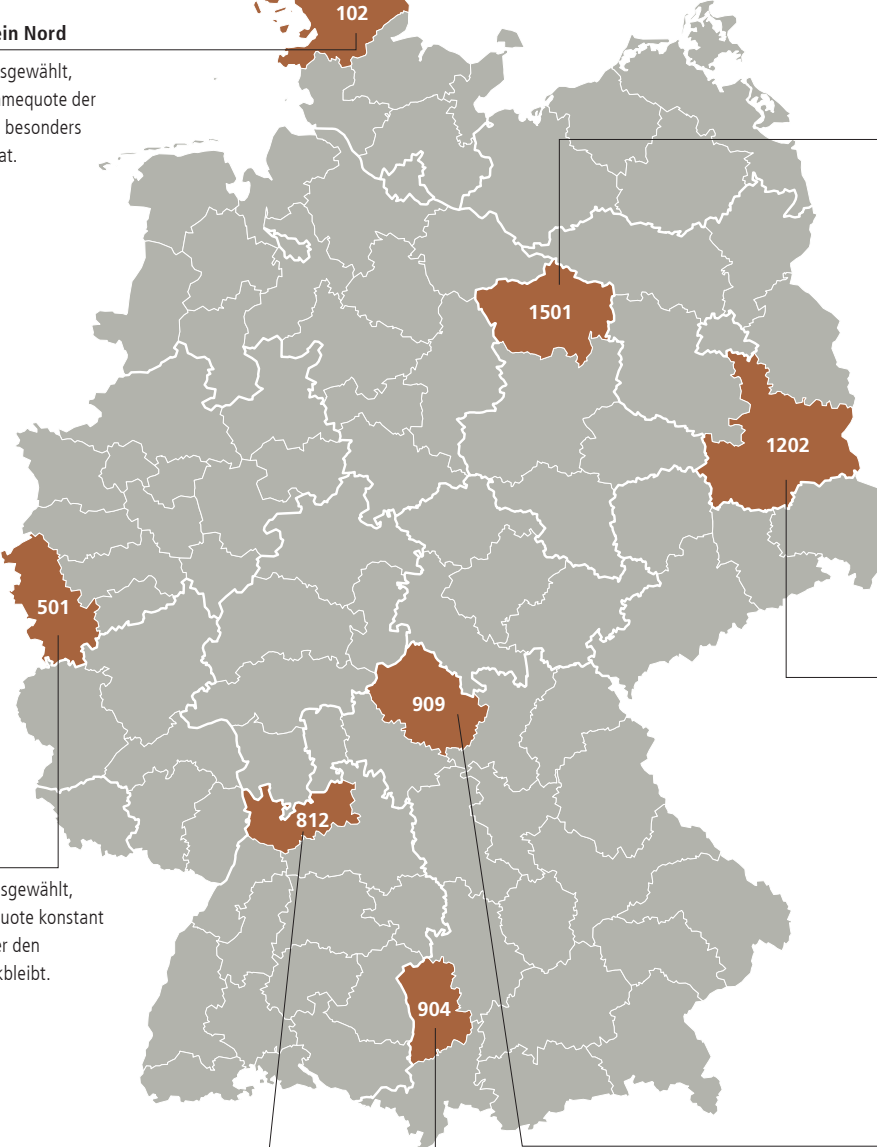 102
ein Nord
sgewählt,
mequote der
besonders
at.
1501
1202
501
909
812
sgewählt,
uote konstant
er den
kbleibt.
904